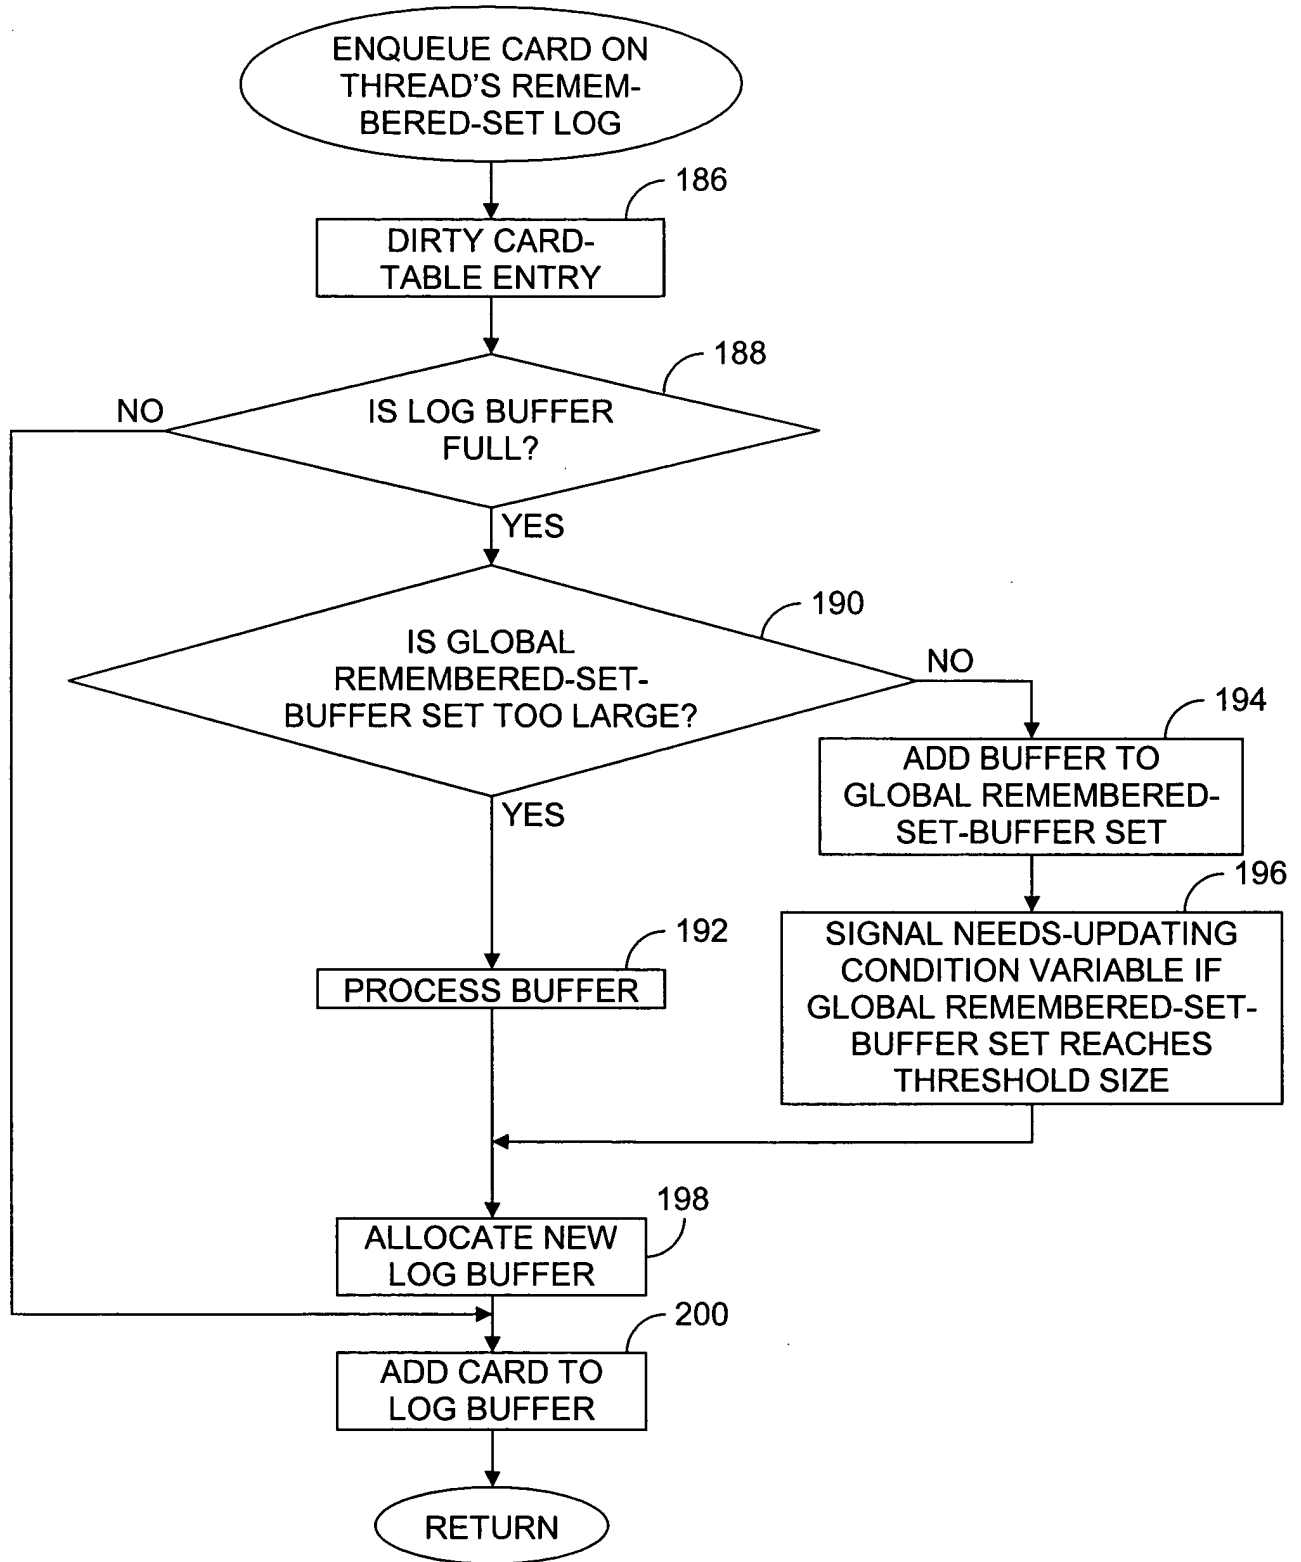 ENQUEUE CARD ON
THREAD'S REMEM-
BERED-SET LOG
186
DIRTY CARD-
TABLE ENTRY
188
NO
IS LOG BUFFER
FULL?
YES
190
IS GLOBAL
REMEMBERED-SET-
BUFFER SET TOO LARGE?
NO
194
ADD BUFFER TO
GLOBAL REMEMBERED-
SET-BUFFER SET
YES
196
SIGNAL NEEDS-UPDATING
CONDITION VARIABLE IF
GLOBAL REMEMBERED-SET-
BUFFER SET REACHES
THRESHOLD SIZE
192
PROCESS BUFFER
198
ALLOCATE NEW
LOG BUFFER
200
ADD CARD TO
LOG BUFFER
RETURN